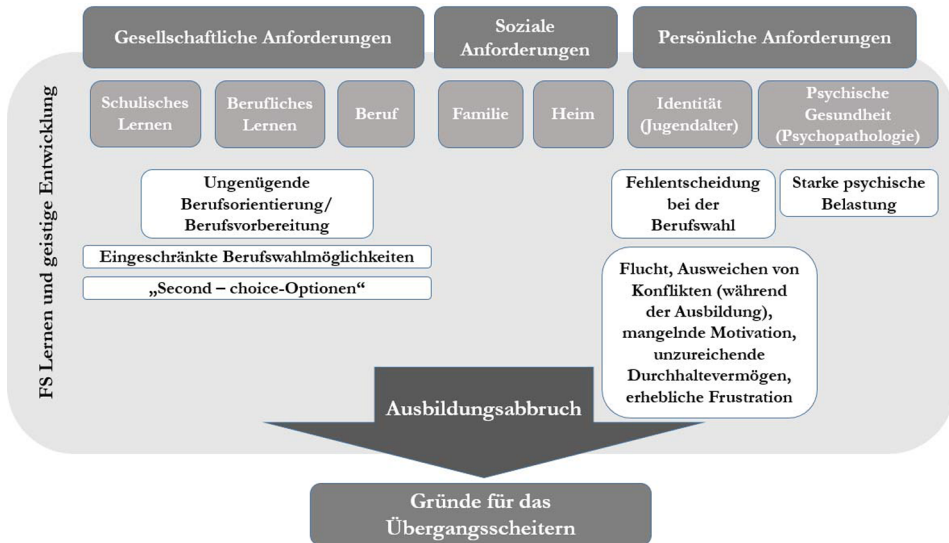 Gesellschaftliche Anforderungen
Soziale
Anforderungen
Persönliche Anforderungen
FS Lernen und geistige Entwicklung
Schulisches
Lernen
Berufliches
Lernen
Beruf
Familie
Heim
Identität
(Jugendalter)
Psychische
Gesundheit
(Psychopathologie)
Ungenügende
Berufsorientierung/
Berufsvorbereitung
Fehlentscheidung
bei der
Berufswahl
Starke psychische
Belastung
Eingeschränkte Berufswahlmöglichkeiten
„Second – choice-Optionen“
Flucht, Ausweichen von
Konflikten (während
der Ausbildung),
mangelnde Motivation,
unzureichende
Durchhaltevermögen,
erhebliche Frustration
Ausbildungsabbruch
Gründe für das
Übergangsscheitern